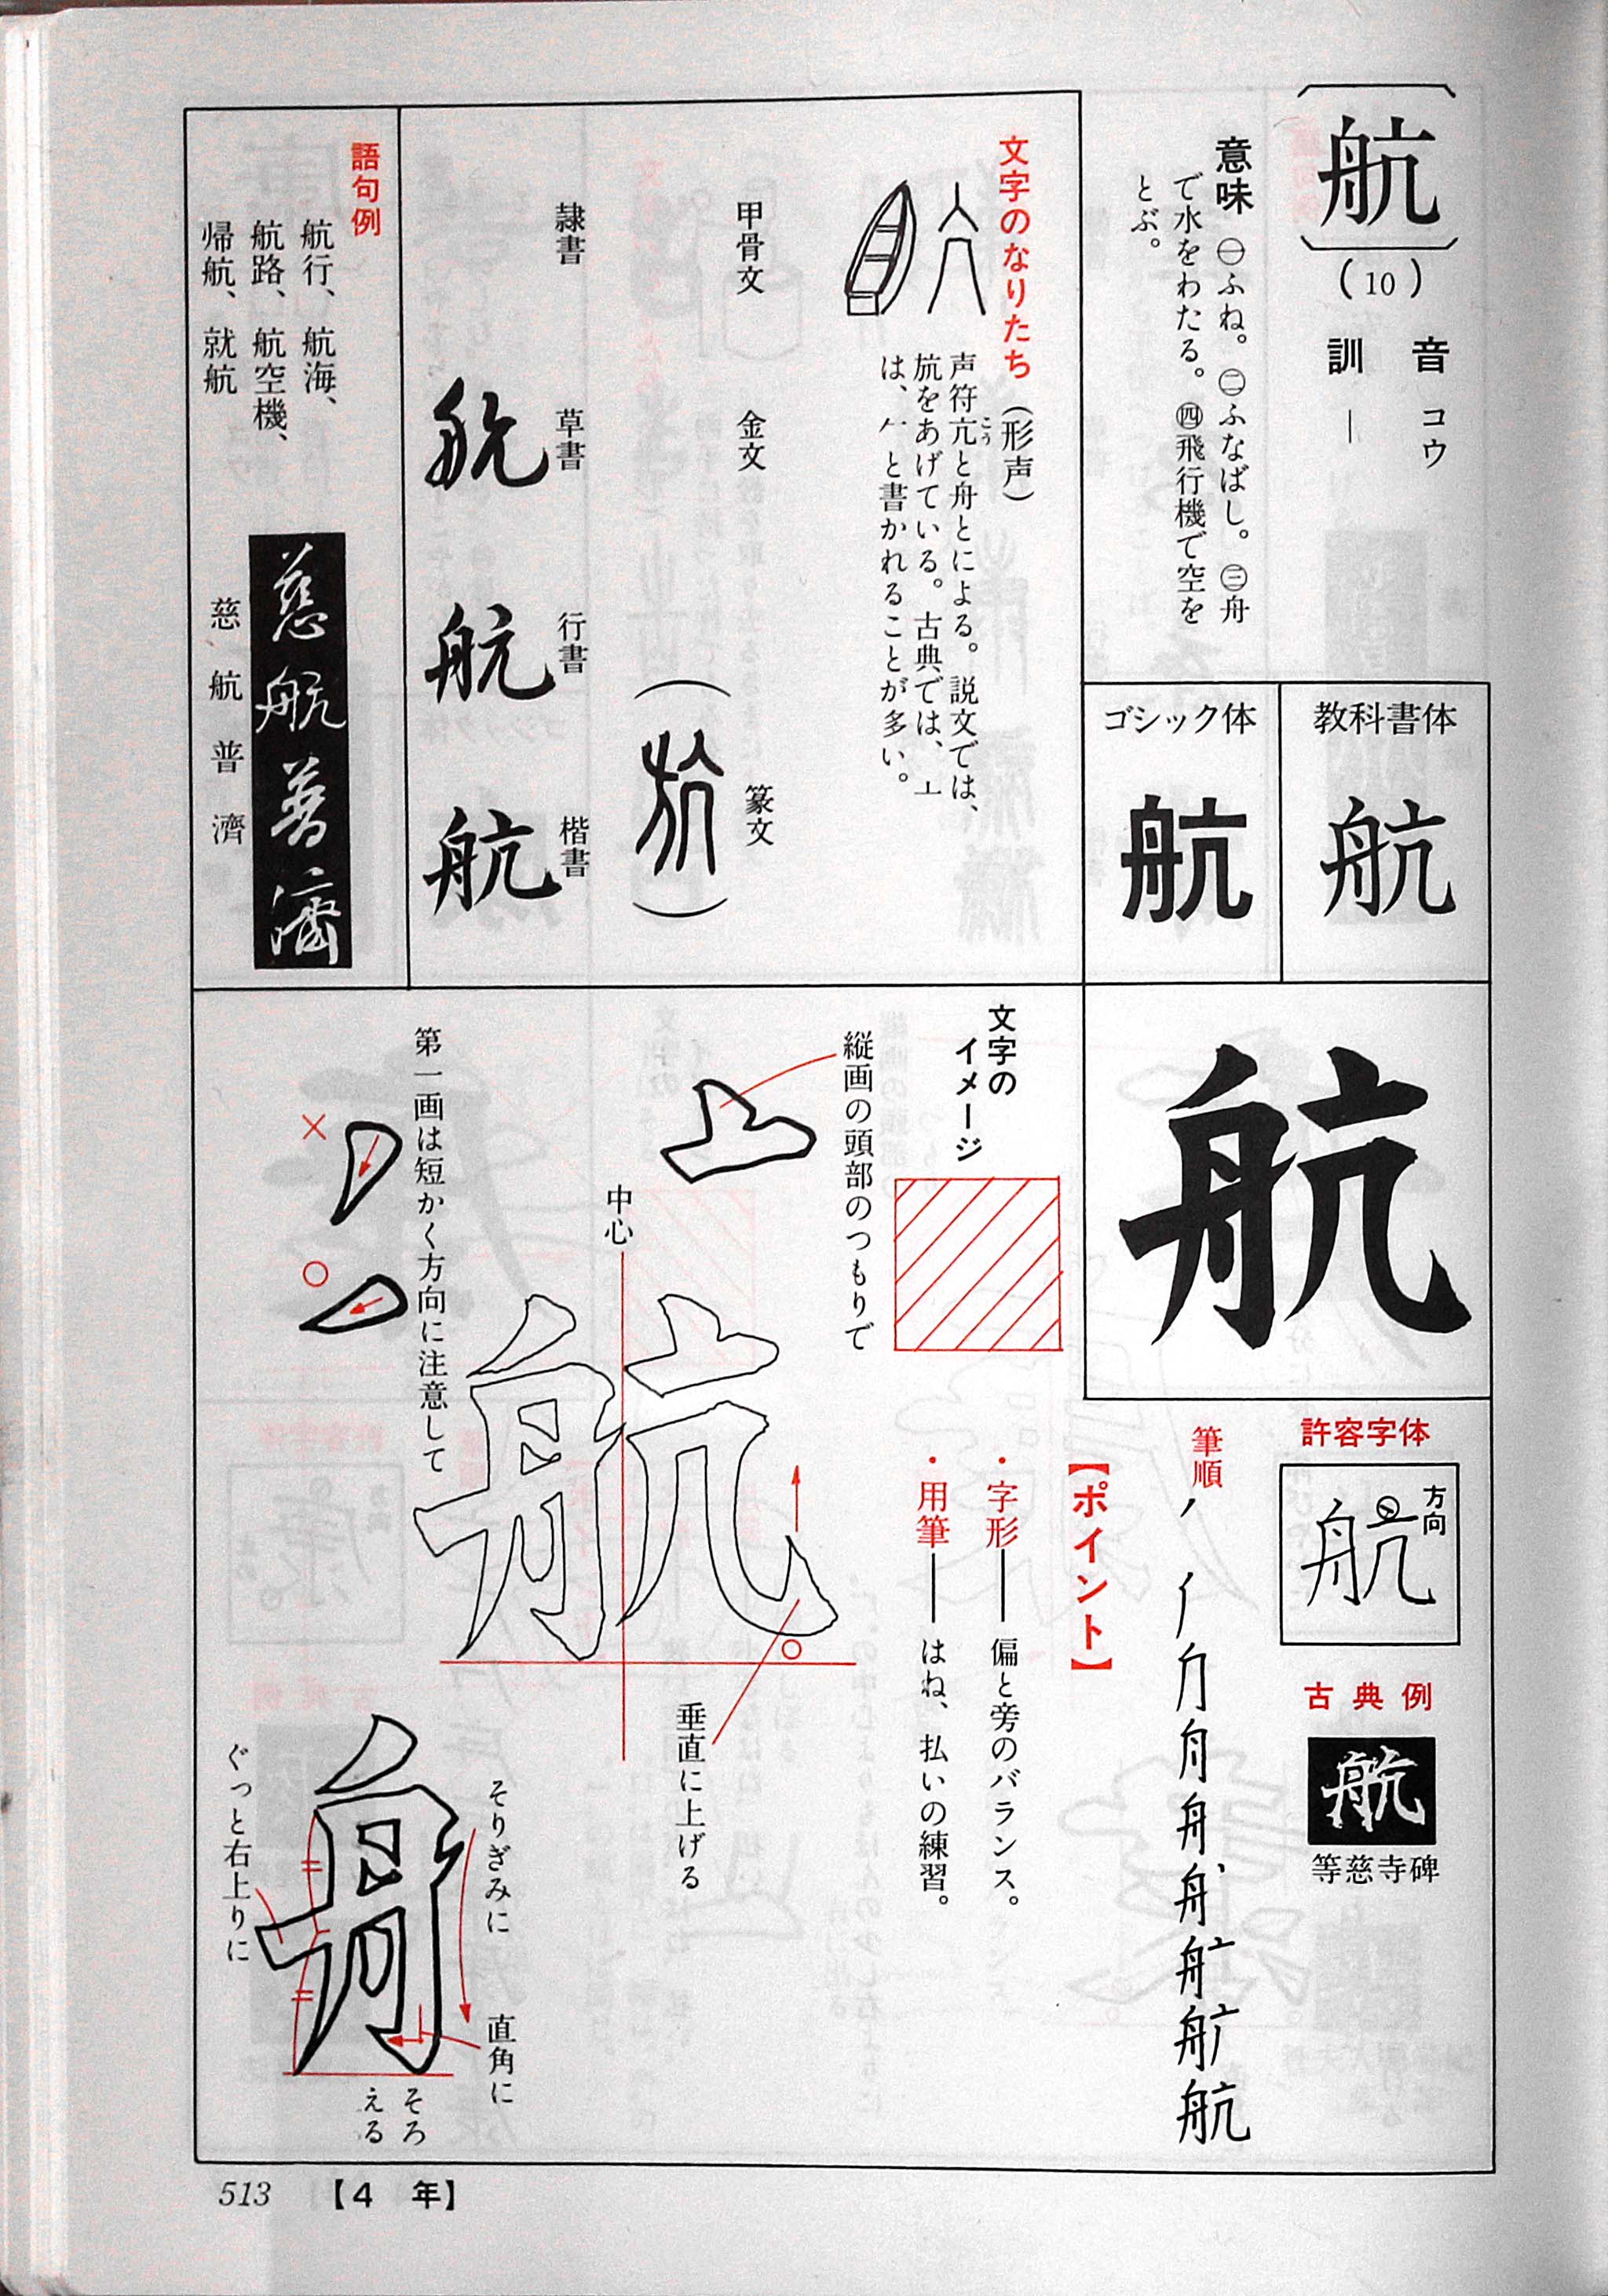 航
(10)
音 コウ
訓 ―
意味 ㊀ふね。㊁ふなばし。㊂舟
で水をわたる。㊃飛行機で空を
とぶ。
教科書体
航
ゴシック体
航
文字のなりたち(形声)
声符亢と舟とによる。説文では、
こう
をあげている。古典では、亠
は、𠂉と書かれることが多い。
甲骨文 金文 篆文
隷書 草書 行書 楷書
航 航 航
語句例
航行、航海、
航路、航空機、
帰航、就航
慈航普濟
慈航普濟
航
許容字体
方向
航
古典例
航
等慈寺碑
筆順
航
【ポイント】
・字形―偏と旁のバランス。
・用筆―はね、払いの練習。
文字の
イメージ
縦画の頭部のつもりで
中心
航
垂直に上げる
第一画は短かく方向に注意して
×
○
そりぎみに
直角に
そろ
える
ぐっと右上りに
513 【4 年】